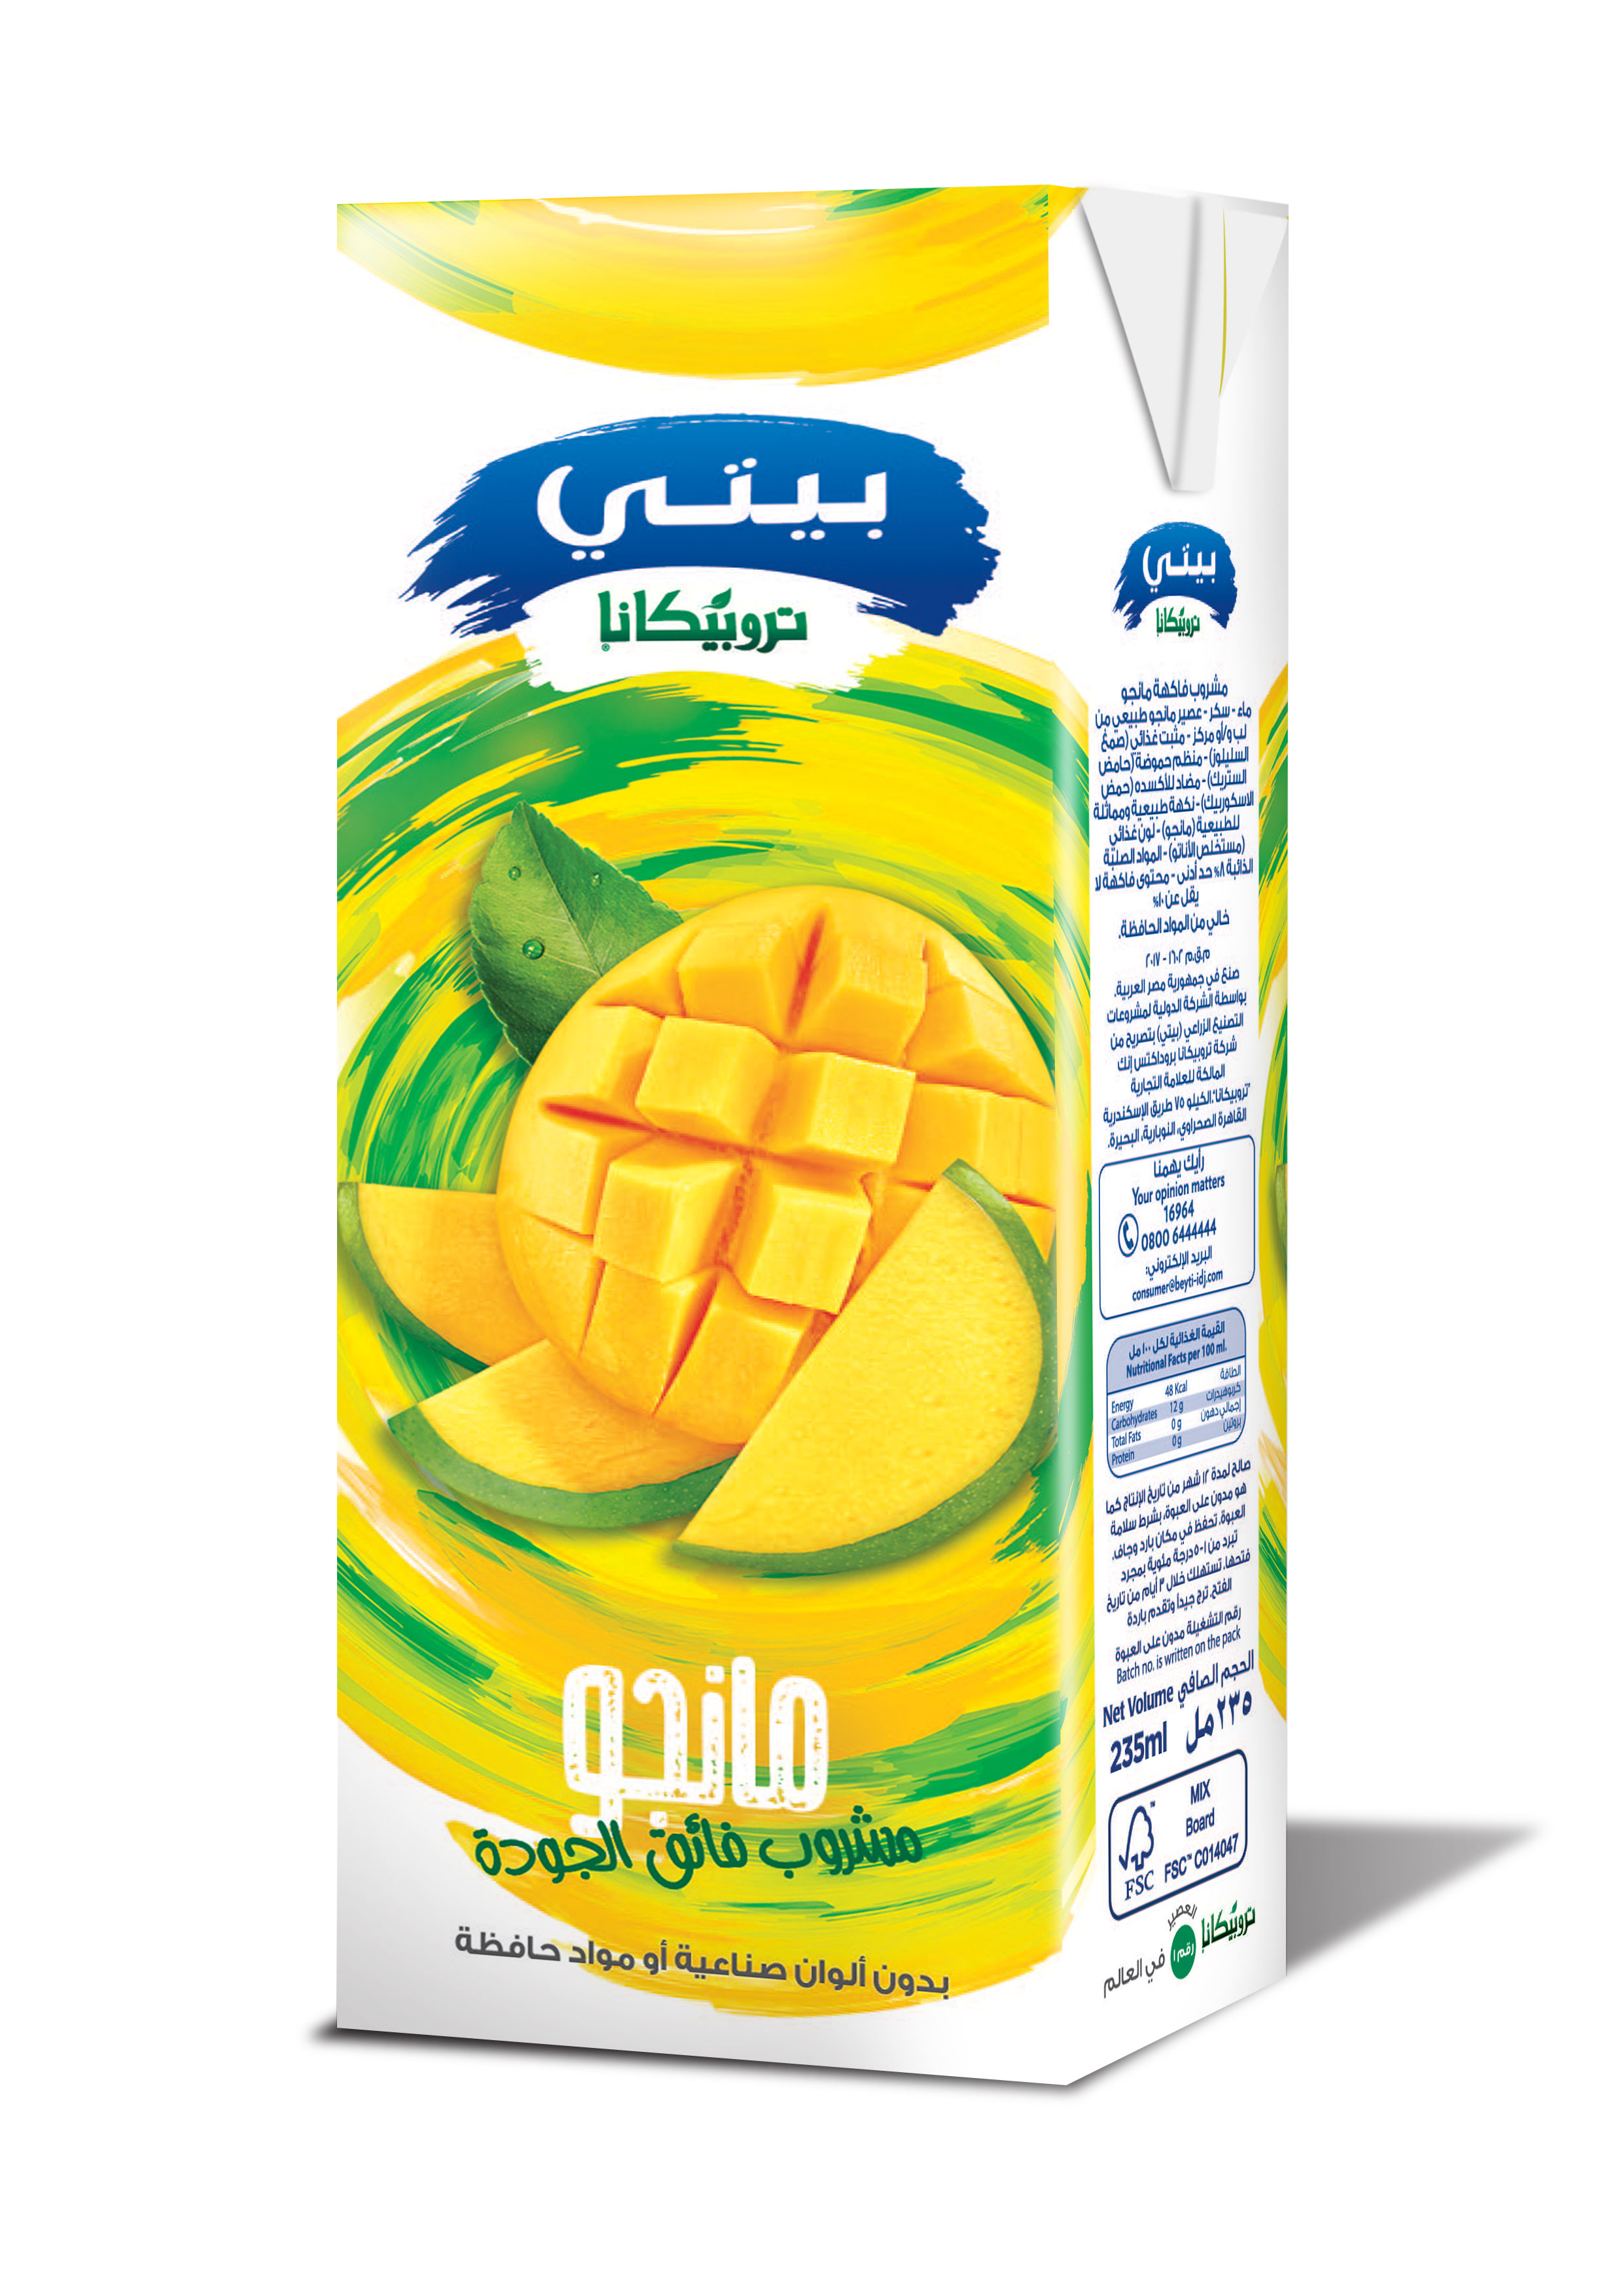 بيتي
تروبيكانا
مانجو
مشروب فائق الجودة
بدون ألوان صناعية أو مواد حافظة
بيتي
تروبيكانا
مشروب فاكهة مانجو
ماء - سكر - عصير مانجو طبيعي من
لب و/أو مركز - مثبت غذائي (صمغ
السليلوز) - منظم حموضة (حامض
الستريك) - مضاد للأكسده (حمض
الاسكوربيك) - نكهة طبيعية ومماثلة
للطبيعية (مانجو) - لون غذائي
(مستخلص الأناتو) - المواد الصلبة
الذائبة ٨% حد أدنى - محتوى فاكهة لا
يقل عن ١٠%
خالي من المواد الحافظة.
م.ق.م ١٦٠٢ - ٢٠١٧
صنع في جمهورية مصر العربية.
بواسطة الشركة الدولية لمشروعات
التصنيع الزراعي (بيتي) بتصريح من
شركة تروبيكانا بروداكتس إنك
المالكة للعلامة التجارية
"تروبيكانا". الكيلو ٧٥ طريق الإسكندرية
القاهرة الصحراوي، النوبارية، البحيرة.
رأيك يهمنا
Your opinion matters
16964
0800 6444444
البريد الإلكتروني:
consumer@beyti-idj.com
القيمة الغذائية لكل ١٠٠ مل
Nutritional Facts per 100 ml.
Energy 48 Kcal الطاقة
Carbohydrates 12 g كربوهيدرات
Total Fats 0 g إجمالي دهون
Protein 0 g بروتين
صالح لمدة ١٢ شهر من تاريخ الإنتاج كما
هو مدون على العبوة، بشرط سلامة
العبوة. تحفظ في مكان بارد وجاف.
تبرد من ١-٥ درجة مئوية بمجرد
فتحها. تستهلك خلال ٣ أيام من تاريخ
الفتح. ترج جيداً وتقدم باردة
رقم التشغيلة مدون على العبوة
Batch no. is written on the pack
Net Volume الحجم الصافي
235ml ٢٣٥ مل
MIX
Board
FSC™ C014047
FSC
تروبيكانا العصير رقم ١ في العالم